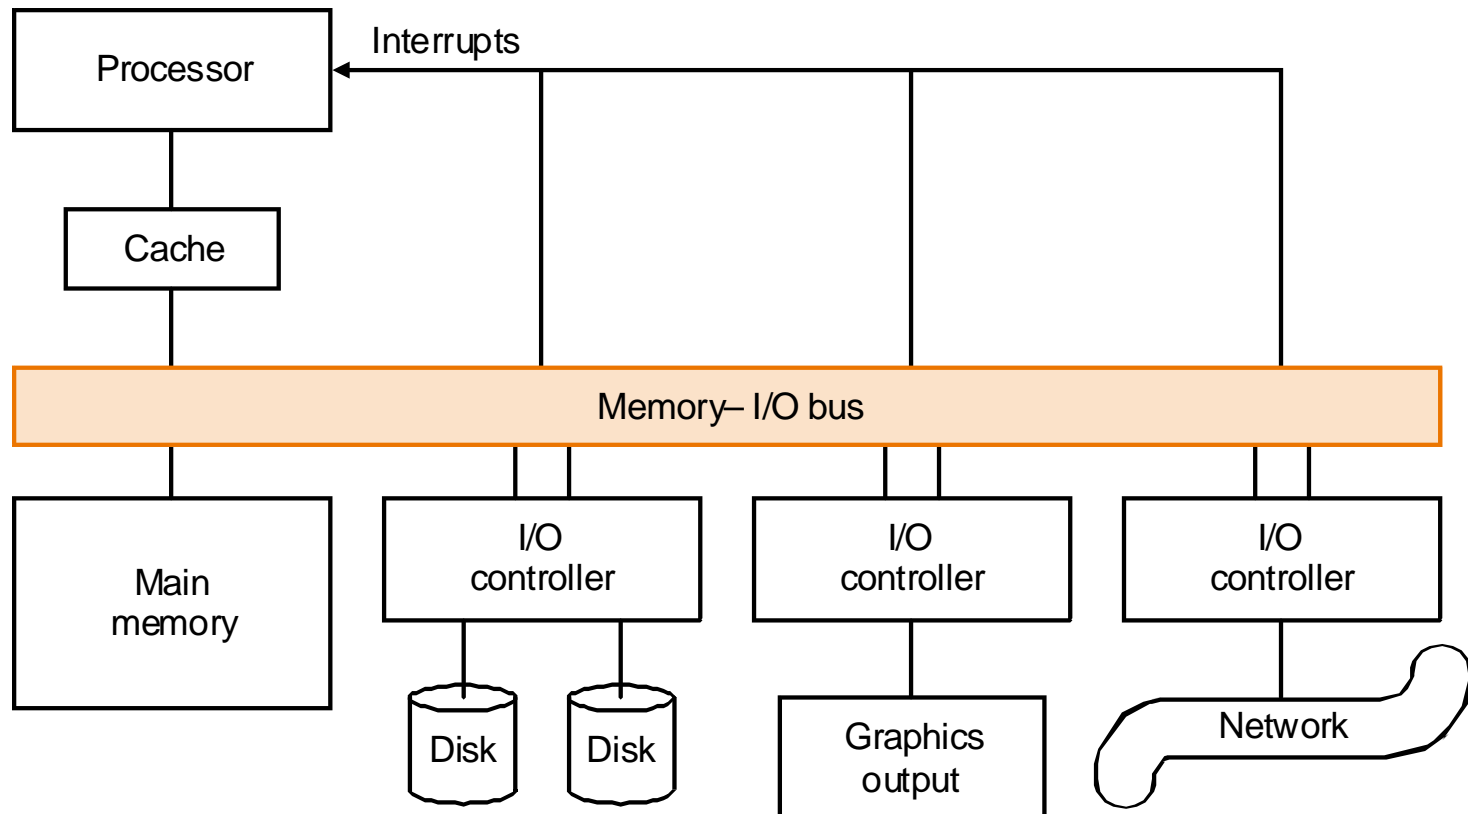 Interrupts
Processor
Cache
Memory– I/O bus
Main
memory
I/O
controller
I/O
controller
I/O
controller
Disk
Disk
Graphics
output
Network